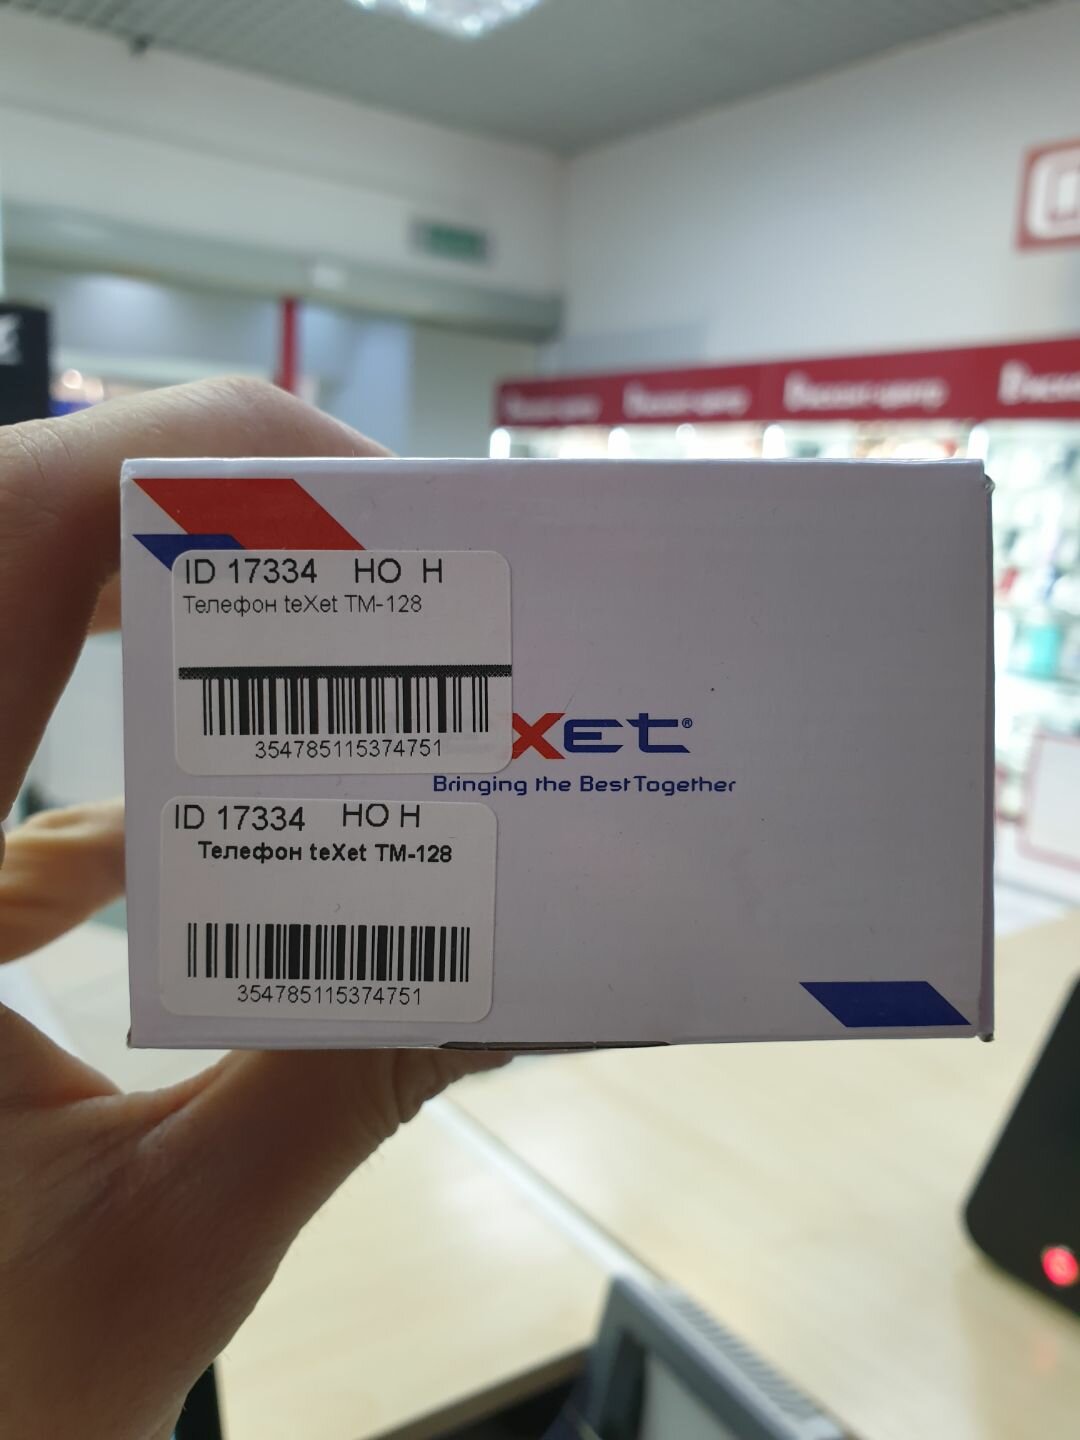 ID 17334 НО Н
Телефон teXet TM-128
354785115374751
Xet®
Bringing the Best Together
ID 17334 НО Н
Телефон teXet TM-128
354785115374751